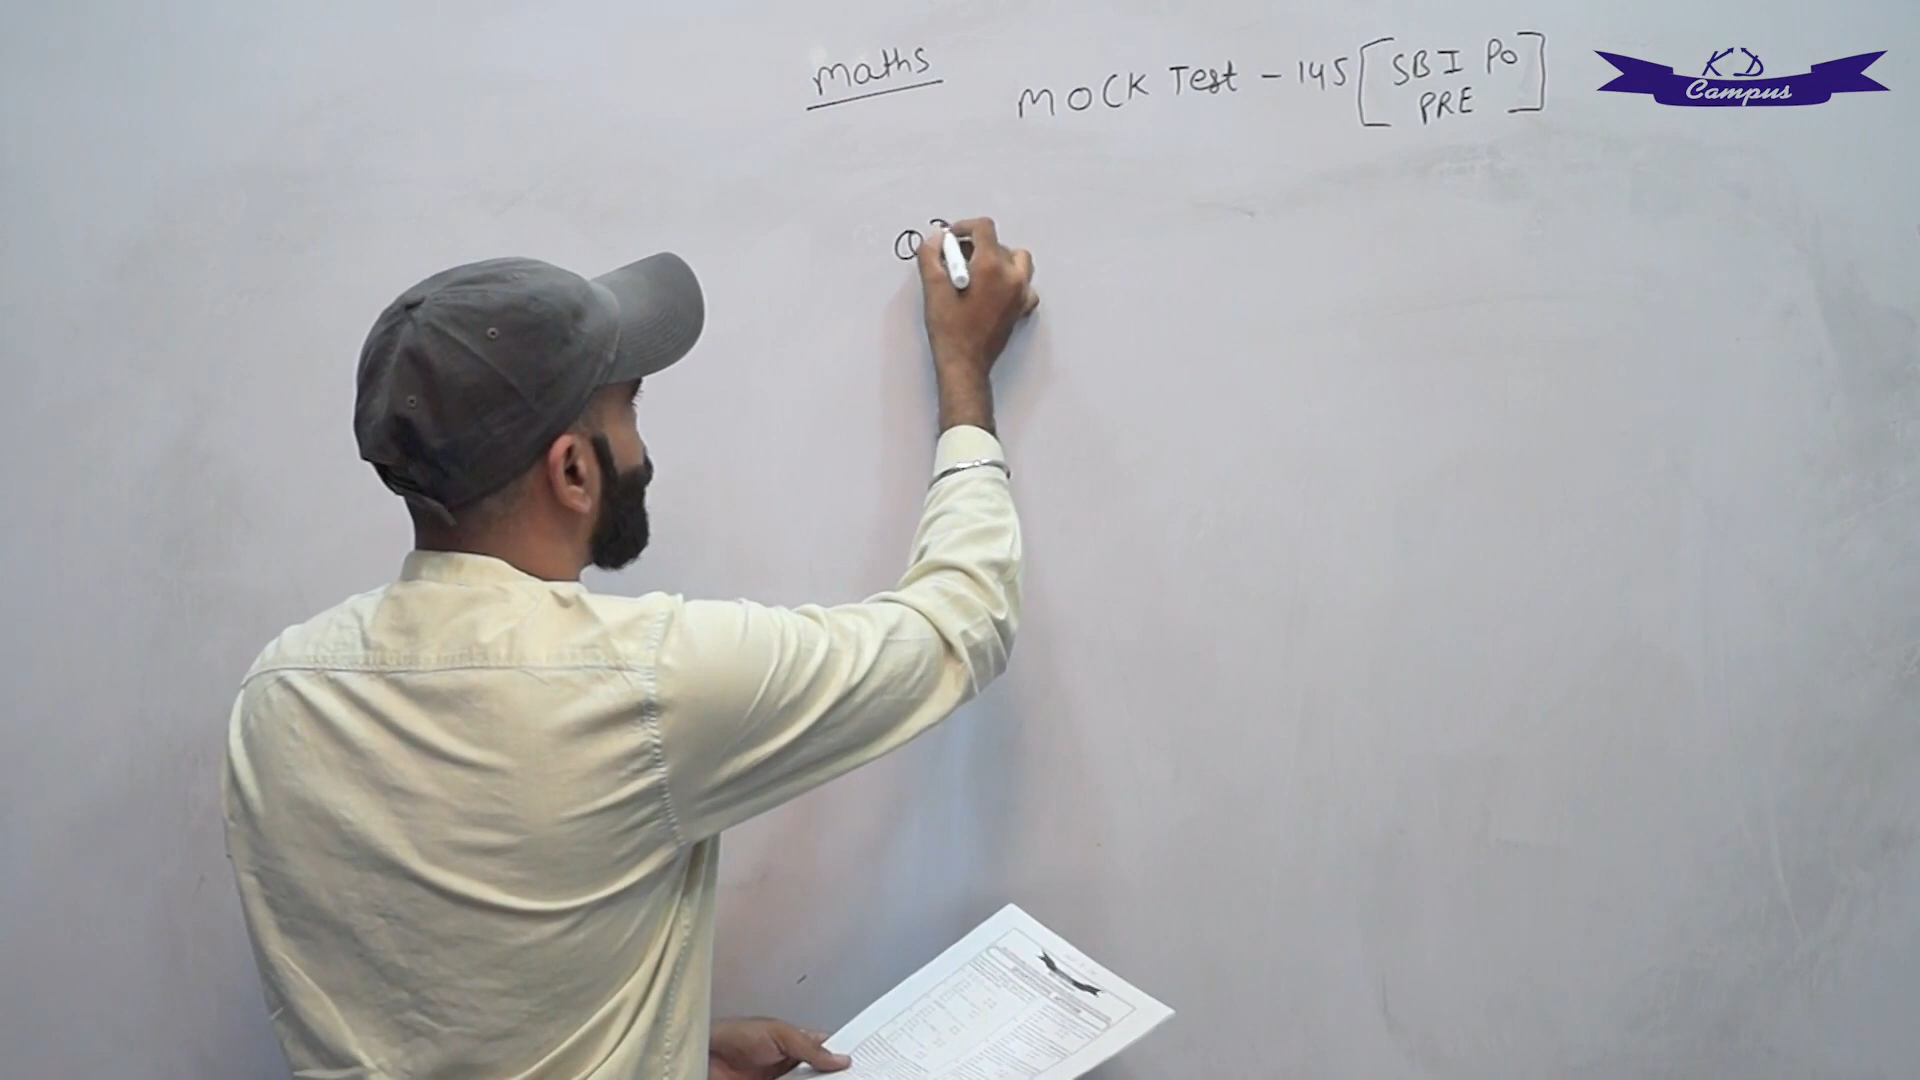 Maths
MOCK Test - 145 [SBI PO
PRE]
KD
Campus
Q